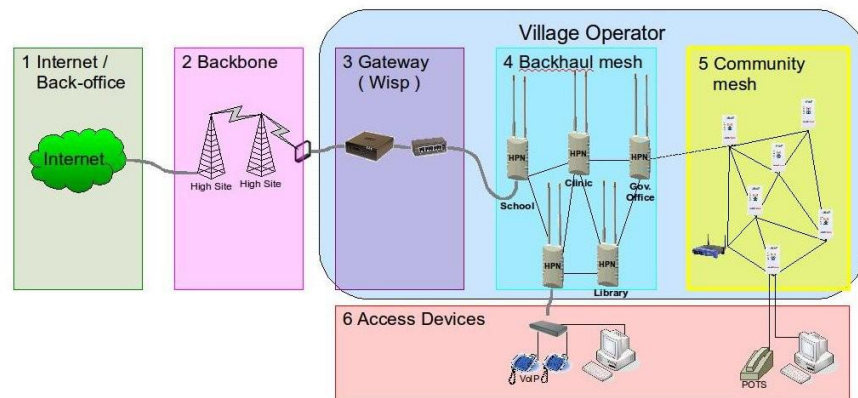 Village Operator
1 Internet /
Back-office
2 Backbone
3 Gateway
( Wisp )
4 Backhaul mesh
5 Community
mesh
Internet
High Site
High Site
HPN
School
HPN
Clinic
HPN
Gov.
Office
HPN
HPN
Library
6 Access Devices
VoIP
POTS